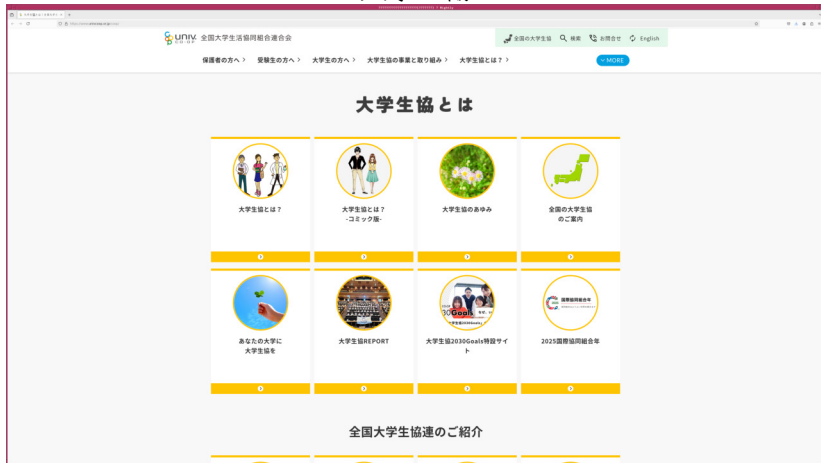 univ.
CO-OP
全国大学生活協同組合連合会
全国の大学生協 検索 お問合せ English
保護者の方へ 受験生の方へ 大学生の方へ 大学生協の事業と取り組み 大学生協とは？
MORE
大学生協とは
大学生協とは？
大学生協とは？
-コミック版-
大学生協のあゆみ
全国の大学生協
のご案内
30Goals
国際協同組合年
あなたの大学に
大学生協を
大学生協REPORT
大学生協2030Goals特設サイ
ト
2025国際協同組合年
全国大学生協連のご紹介